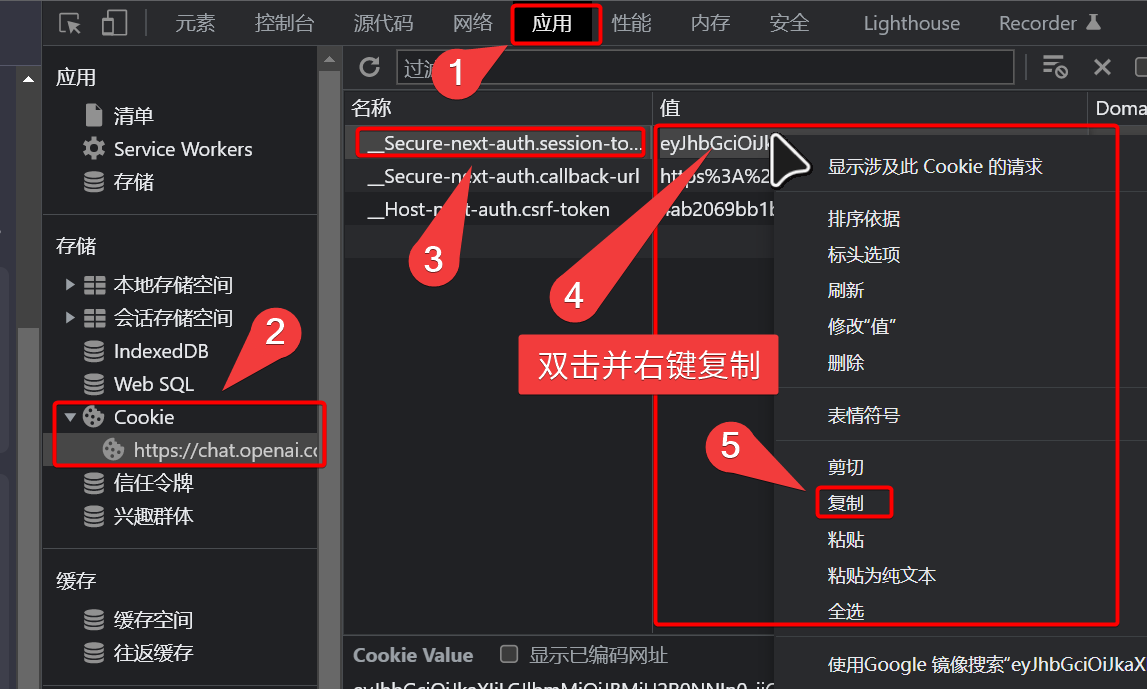 元素 控制台 源代码 网络 应用 性能 内存 安全 Lighthouse Recorder
应用
清单
Service Workers
存储
存储
本地存储空间
会话存储空间
IndexedDB
Web SQL
Cookie
https://chat.openai.cc
信任令牌
兴趣群体
缓存
缓存空间
往返缓存
1
2
3
4
5
名称 值 Doma
__Secure-next-auth.session-to... eyJhbGciOiJk
__Secure-next-auth.callback-url https%3A%2
__Host-next-auth.csrf-token 4ab2069bb1b
双击并右键复制
显示涉及此 Cookie 的请求
排序依据
标头选项
刷新
修改“值”
删除
表情符号
剪切
复制
粘贴
粘贴为纯文本
全选
使用Google 镜像搜索“eyJhbGciOiJkaX
Cookie Value 显示已编码网址